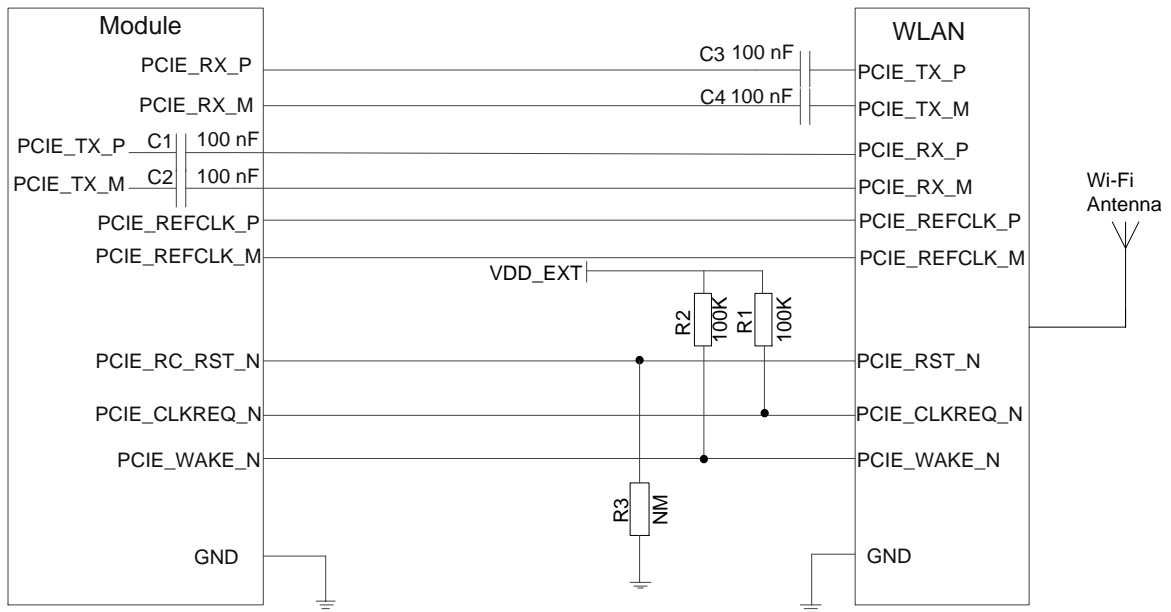 Module
WLAN
PCIE_RX_P
C3 100 nF
PCIE_TX_P
PCIE_RX_M
C4 100 nF
PCIE_TX_M
PCIE_TX_P
C1
100 nF
PCIE_RX_P
PCIE_TX_M
C2
100 nF
PCIE_RX_M
Wi-Fi
Antenna
PCIE_REFCLK_P
PCIE_REFCLK_P
PCIE_REFCLK_M
PCIE_REFCLK_M
VDD_EXT
R2
100K
R1
100K
PCIE_RC_RST_N
PCIE_RST_N
PCIE_CLKREQ_N
PCIE_CLKREQ_N
PCIE_WAKE_N
PCIE_WAKE_N
R3
NM
GND
GND